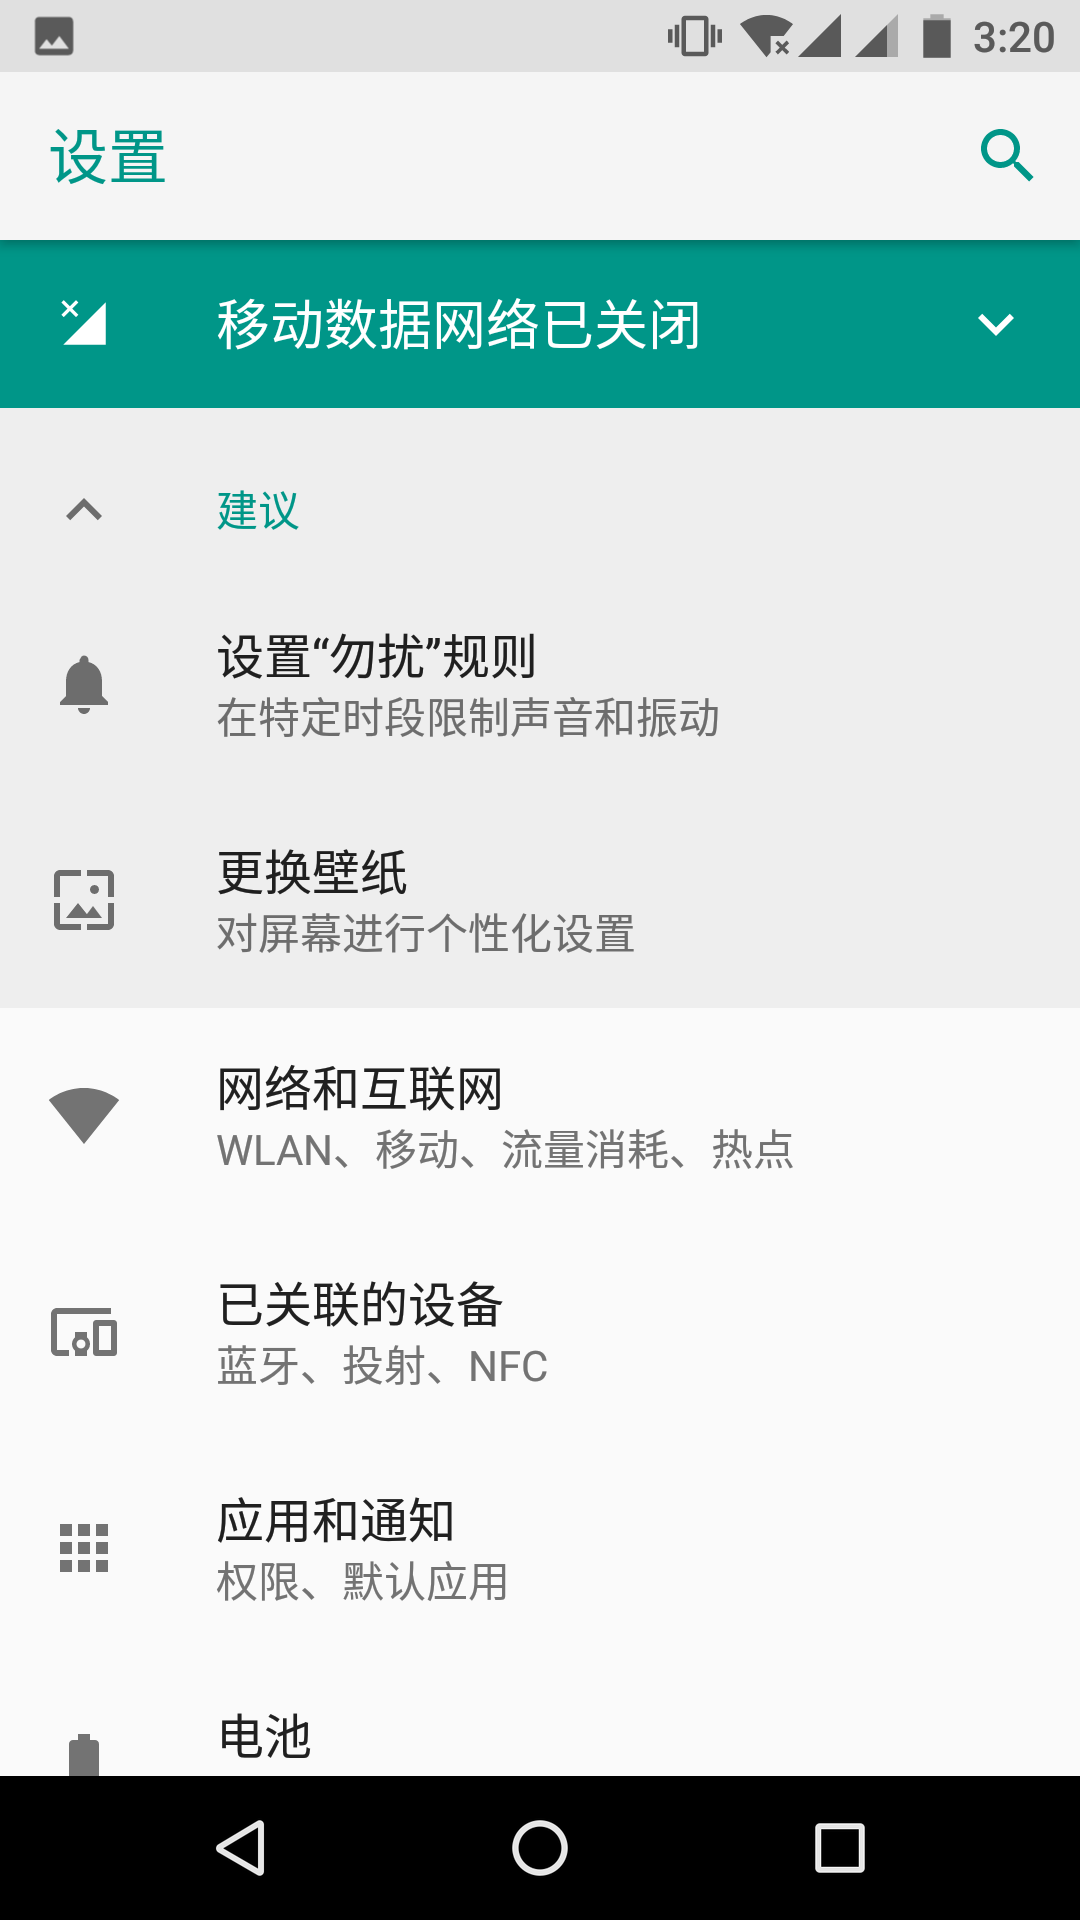 3:20
设置
移动数据网络已关闭
建议
设置“勿扰”规则
在特定时段限制声音和振动
更换壁纸
对屏幕进行个性化设置
网络和互联网
WLAN、移动、流量消耗、热点
已关联的设备
蓝牙、投射、NFC
应用和通知
权限、默认应用
电池